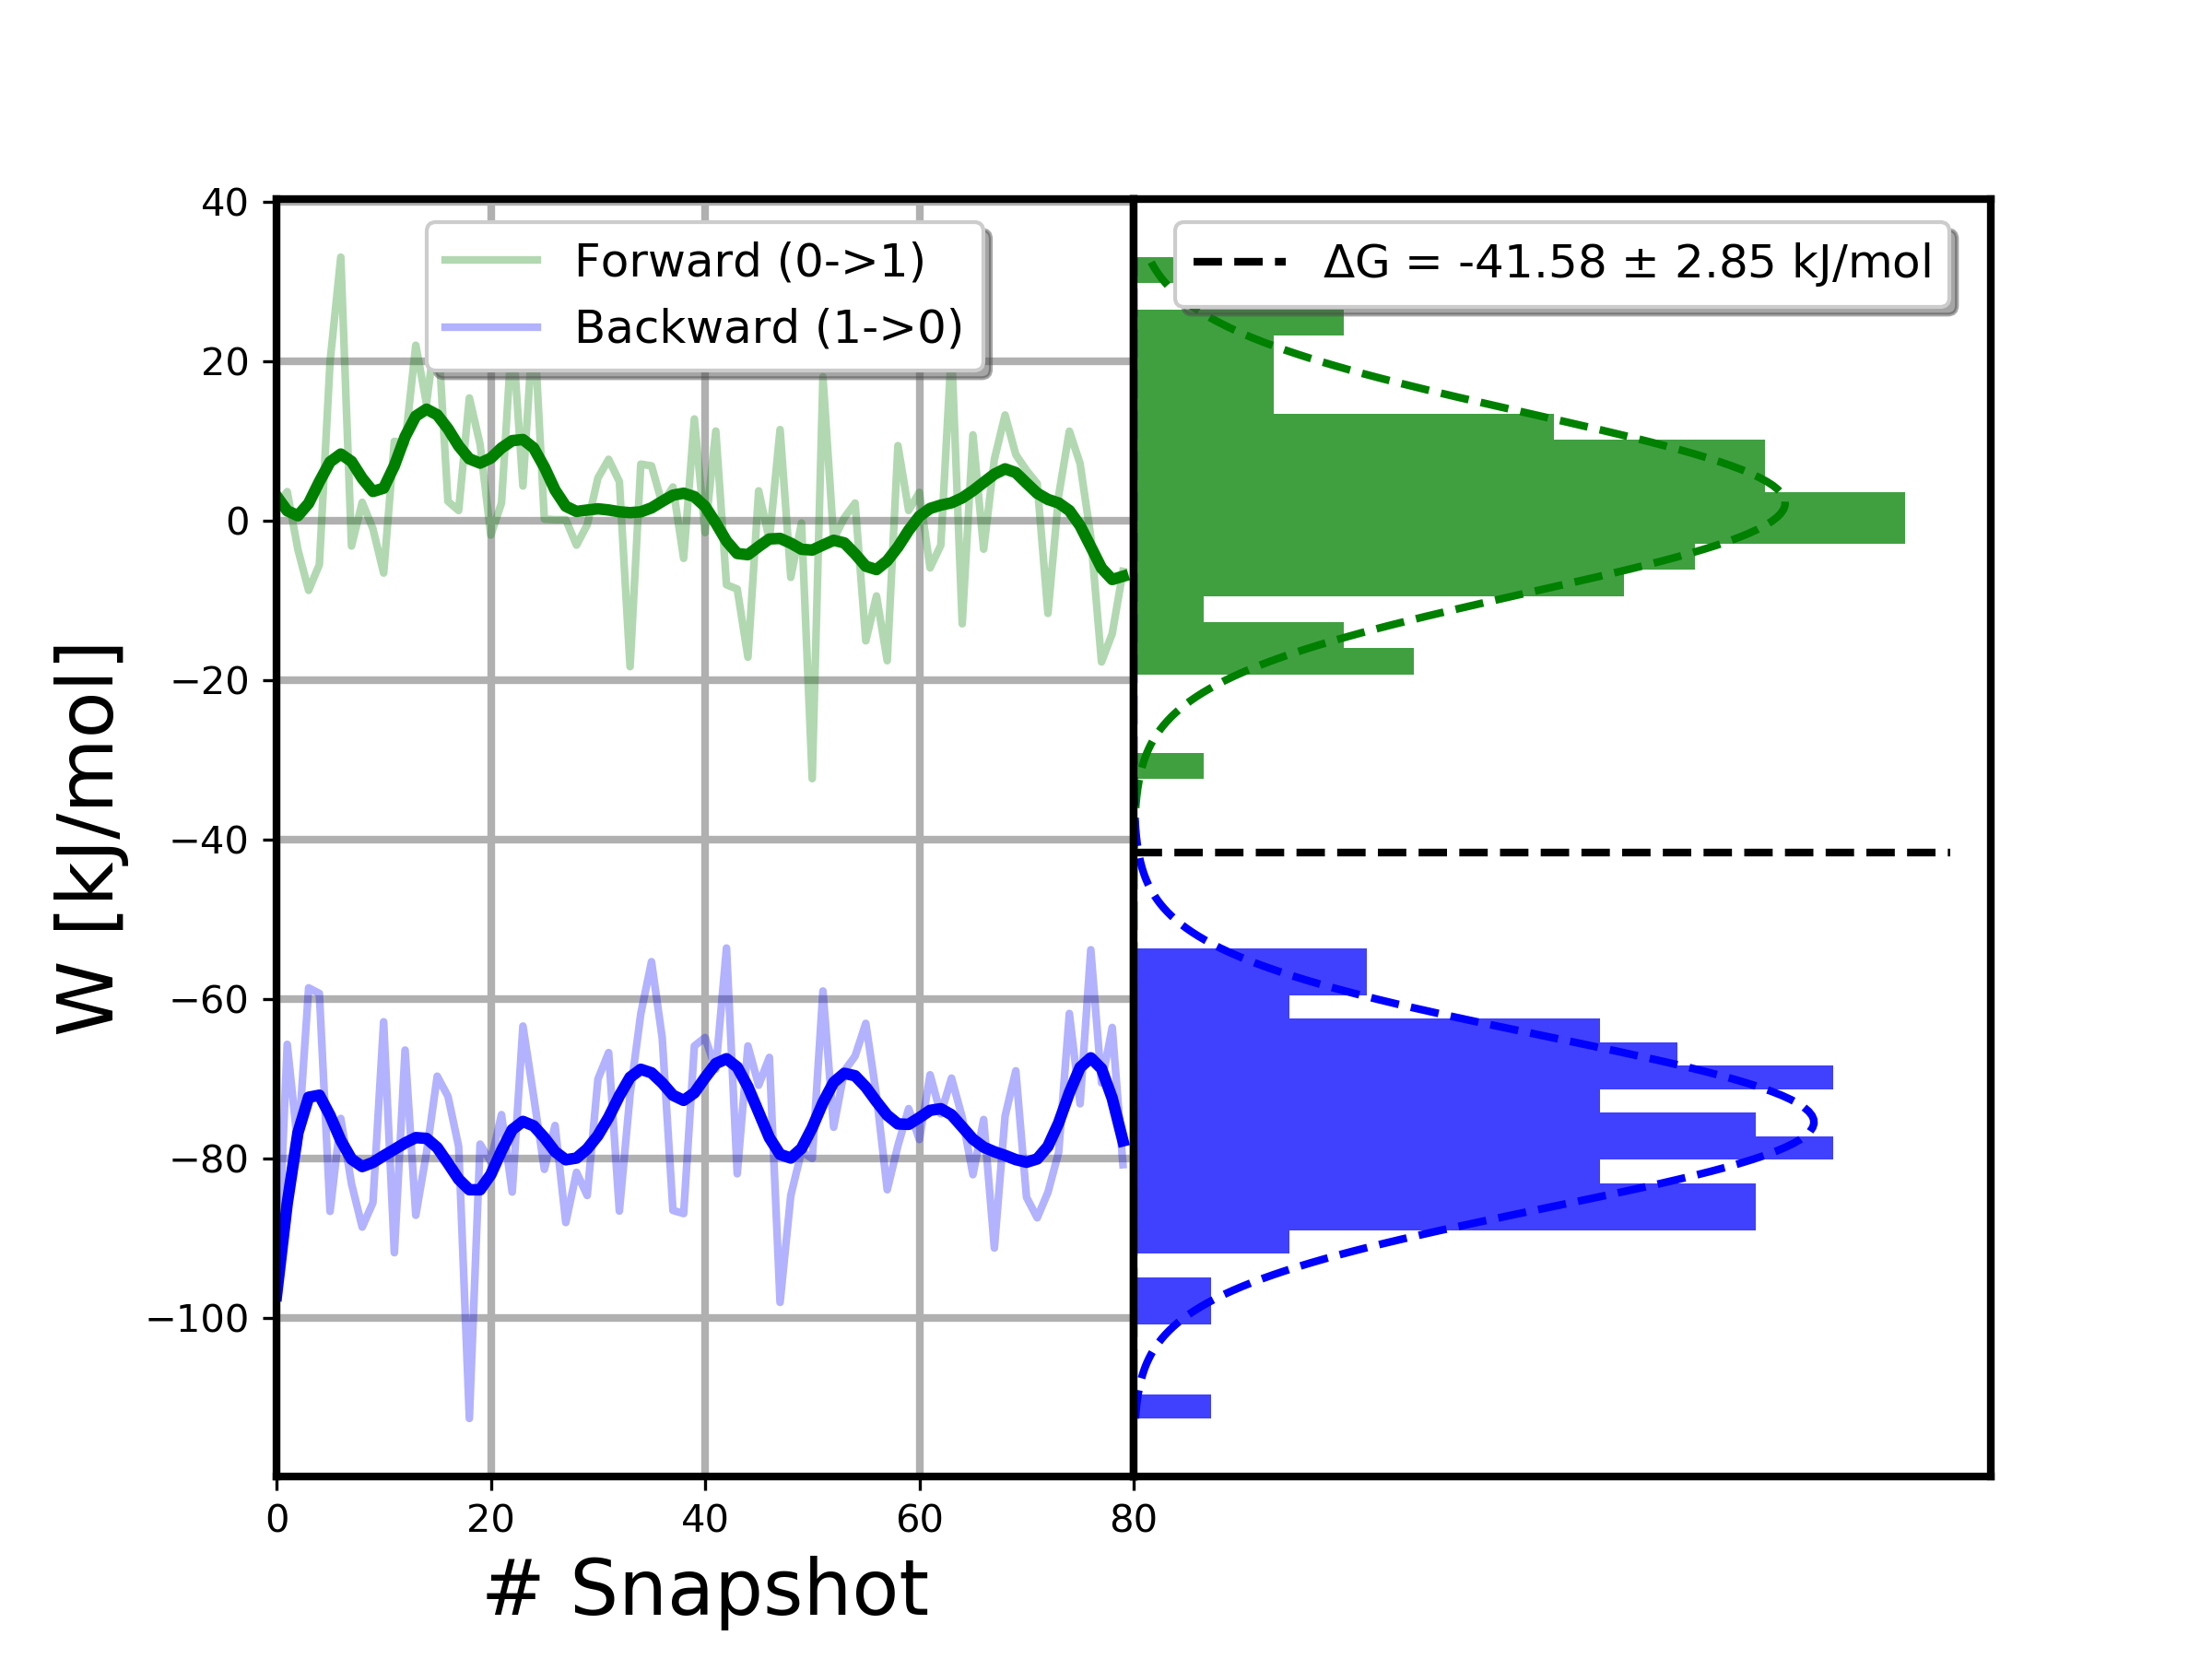 40
20
0
−20
−40
−60
−80
−100
W [kJ/mol]
Forward (0->1)
Backward (1->0)
ΔG = -41.58 ± 2.85 kJ/mol
0 20 40 60 80
# Snapshot